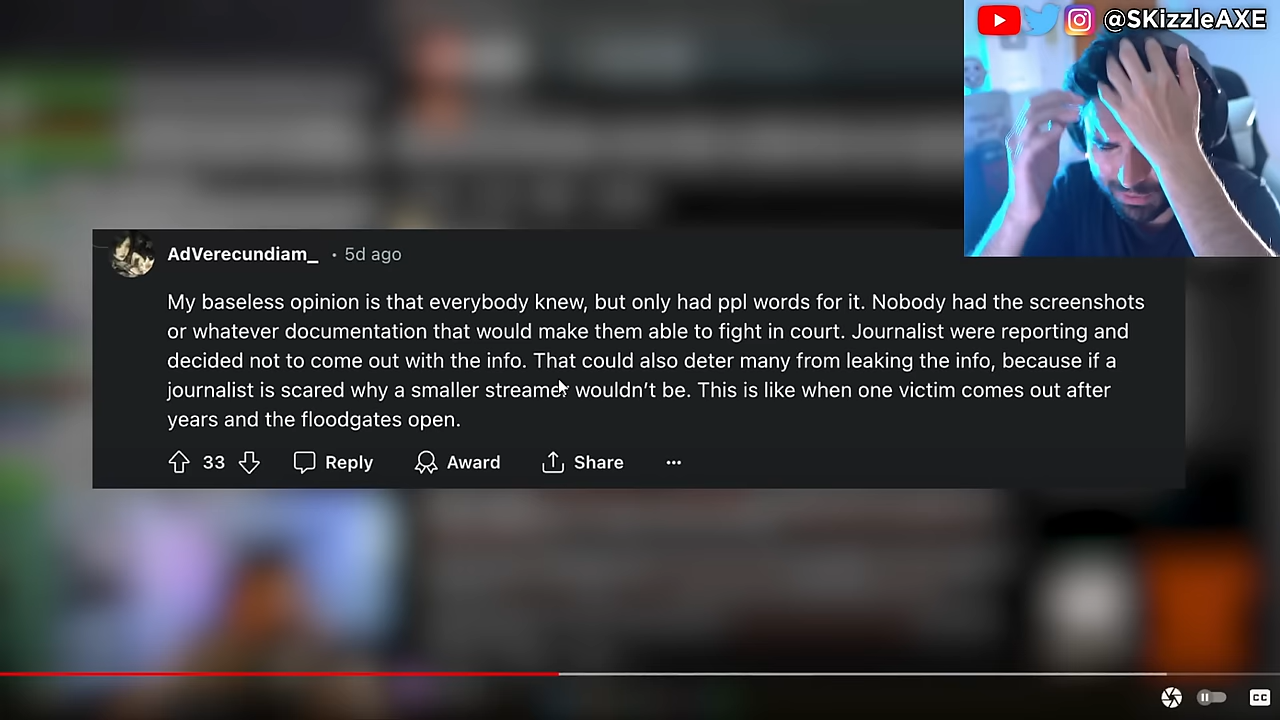 @SKizzleAXE
AdVerecundiam_ • 5d ago
My baseless opinion is that everybody knew, but only had ppl words for it. Nobody had the screenshots
or whatever documentation that would make them able to fight in court. Journalist were reporting and
decided not to come out with the info. That could also deter many from leaking the info, because if a
journalist is scared why a smaller streamer wouldn’t be. This is like when one victim comes out after
years and the floodgates open.
33 Reply Award Share ...
CC